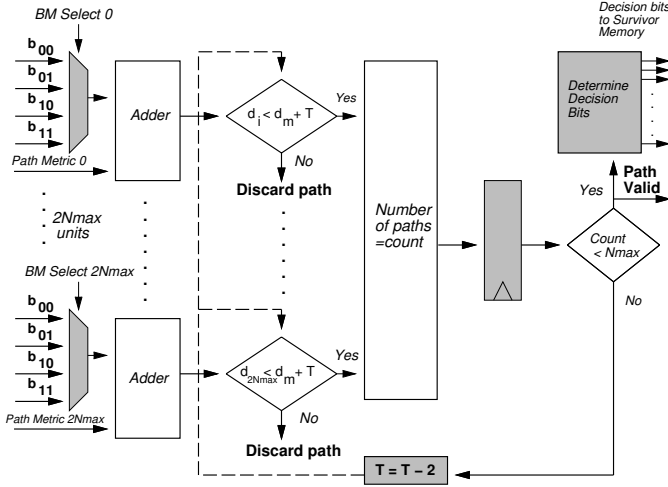 Decision bits
to Survivor
Memory
BM Select 0
b00
b01
b10
b11
Path Metric 0
Adder
di < dm + T
Yes
No
Discard path
Determine
Decision
Bits
Yes
Path
Valid
2Nmax
units
Number
of paths
=count
Count
< Nmax
No
BM Select 2Nmax
b00
b01
b10
b11
Path Metric 2Nmax
Adder
d2Nmax < dm + T
Yes
No
Discard path
T = T − 2